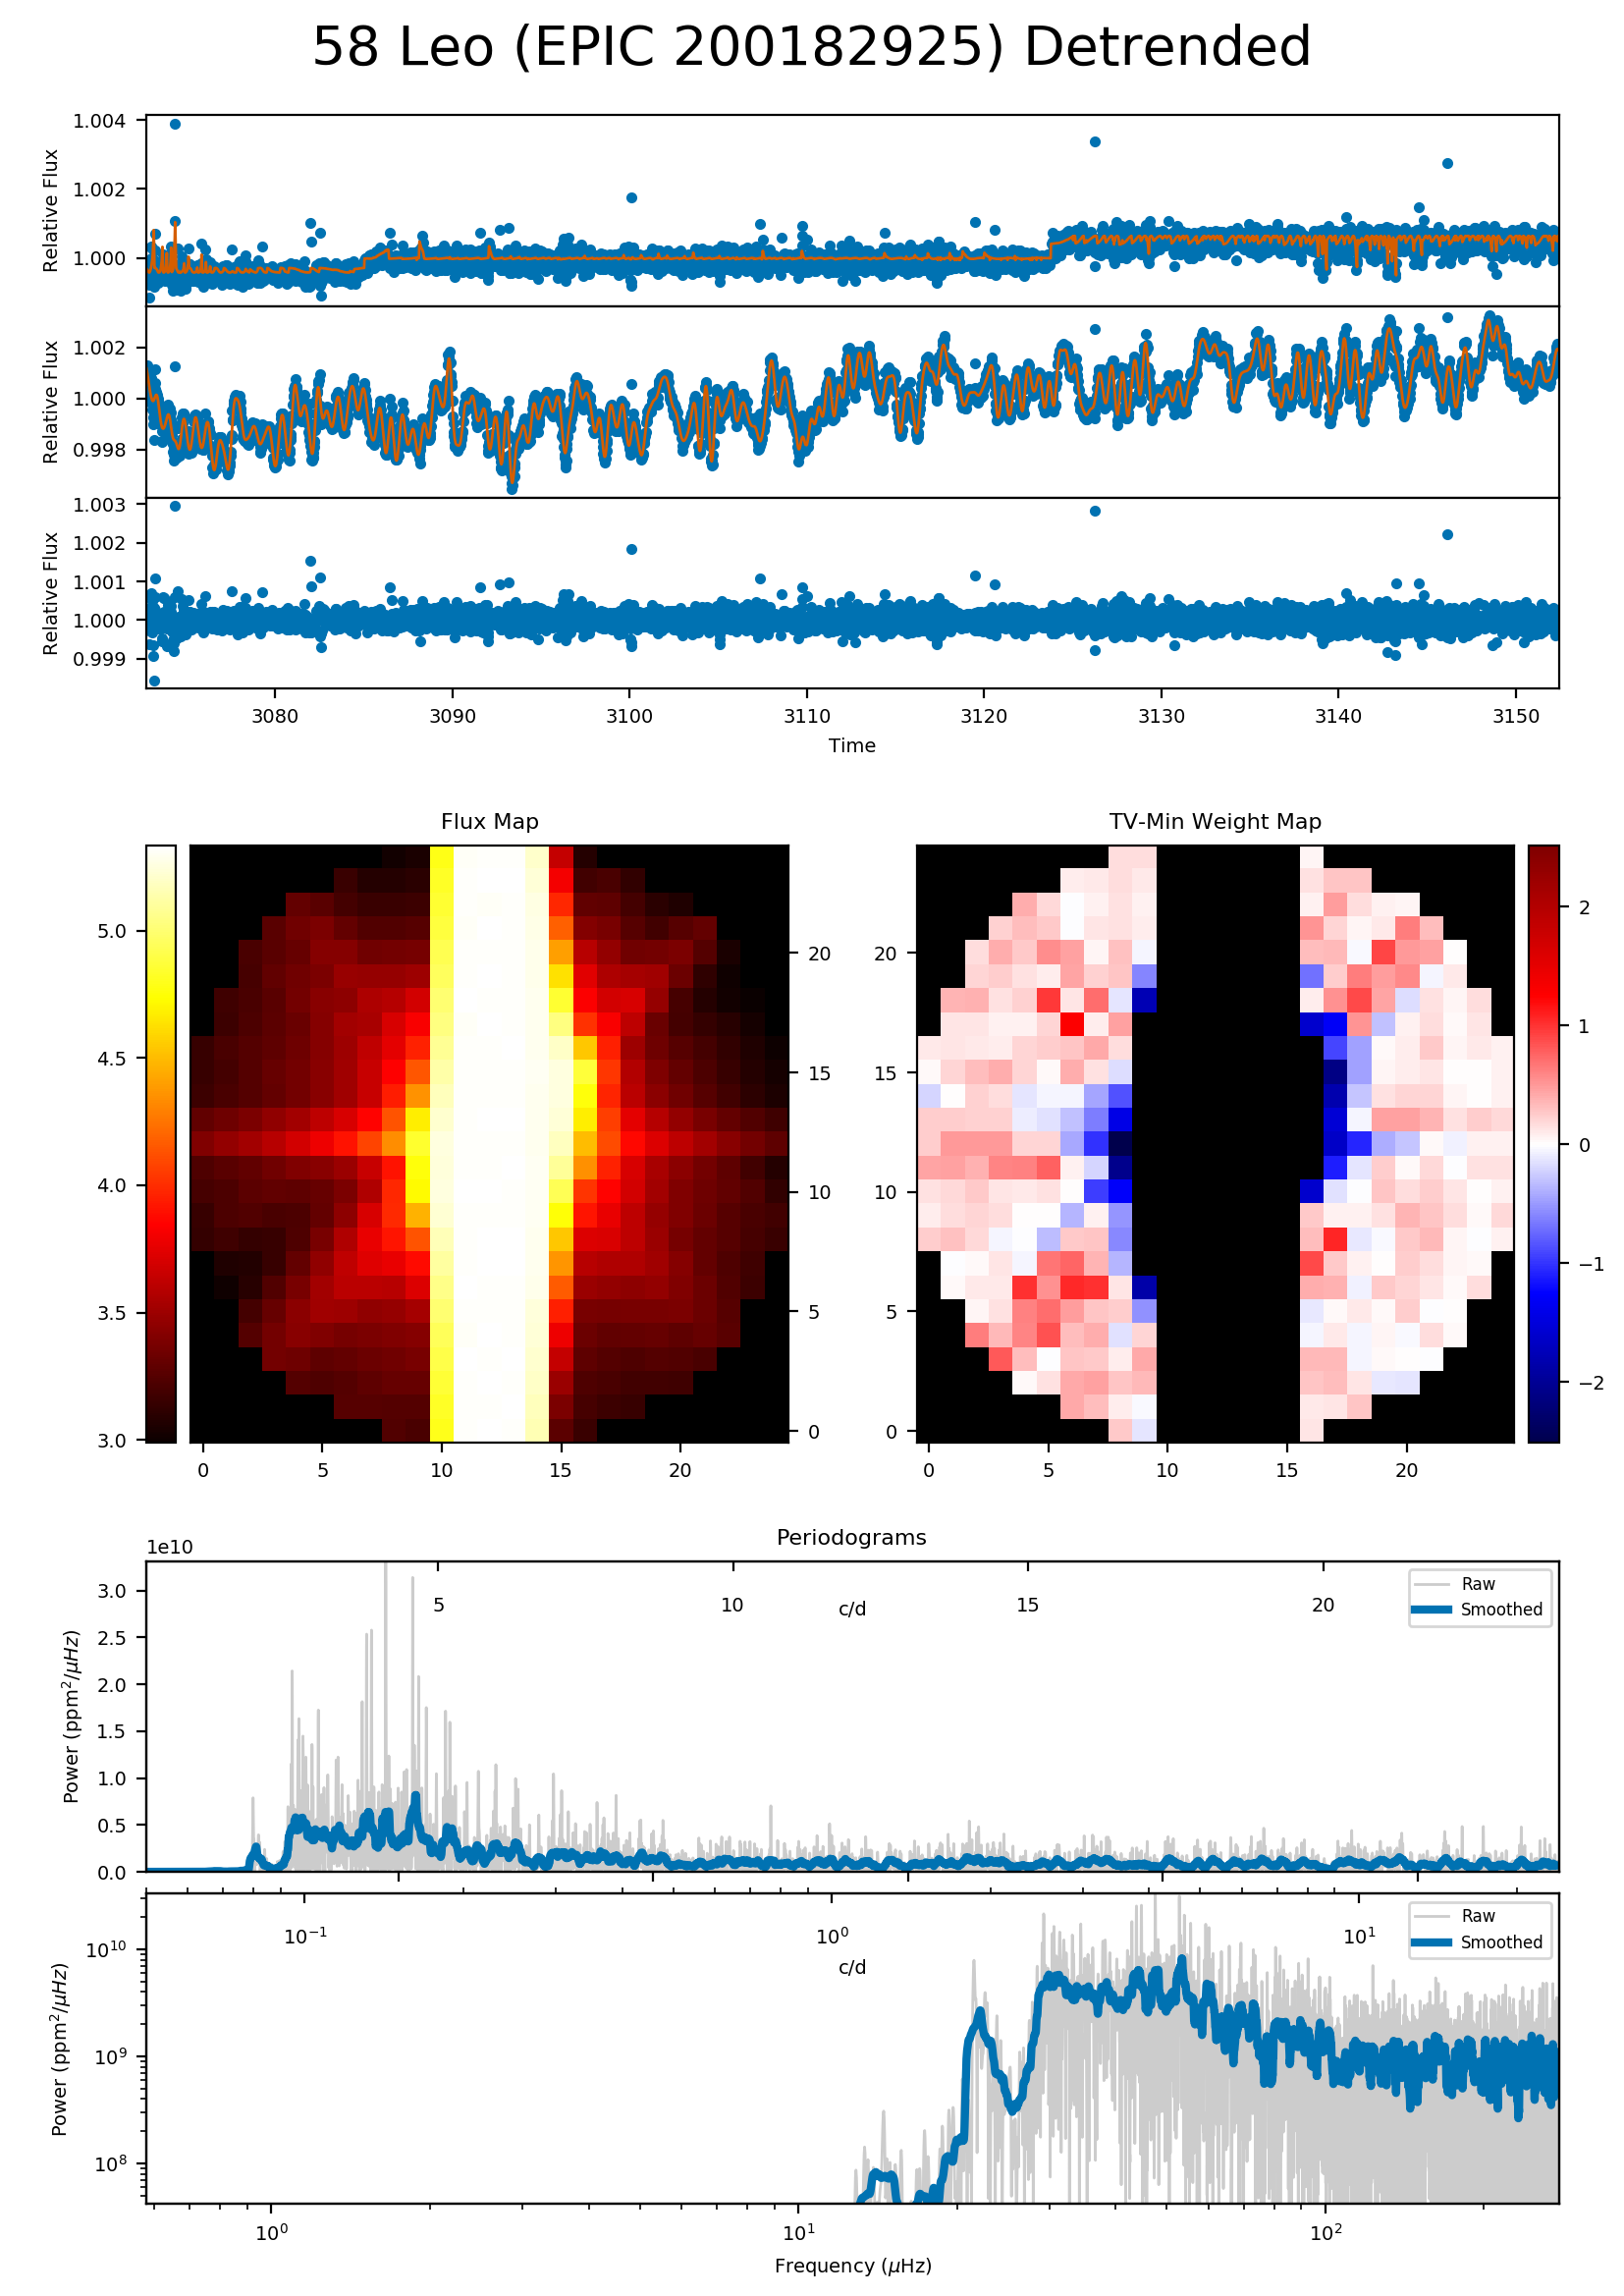 58 Leo (EPIC 200182925) Detrended
1.004
1.002
1.000
Relative Flux
1.002
1.000
0.998
Relative Flux
1.003
1.002
1.001
1.000
0.999
Relative Flux
3080 3090 3100 3110 3120 3130 3140 3150
Time
Flux Map
TV-Min Weight Map
5.0
4.5
4.0
3.5
3.0
20
15
10
5
0
0 5 10 15 20
20
15
10
5
0
0 5 10 15 20
2
1
0
−1
−2
Periodograms
1e10
3.0
2.5
2.0
1.5
1.0
0.5
0.0
Power (ppm²/μHz)
5 10 15 20
c/d
Raw
Smoothed
10¹⁰
10⁹
10⁸
Power (ppm²/μHz)
10⁻¹ 10⁰ 10¹
c/d
Raw
Smoothed
10⁰ 10¹ 10²
Frequency (μHz)